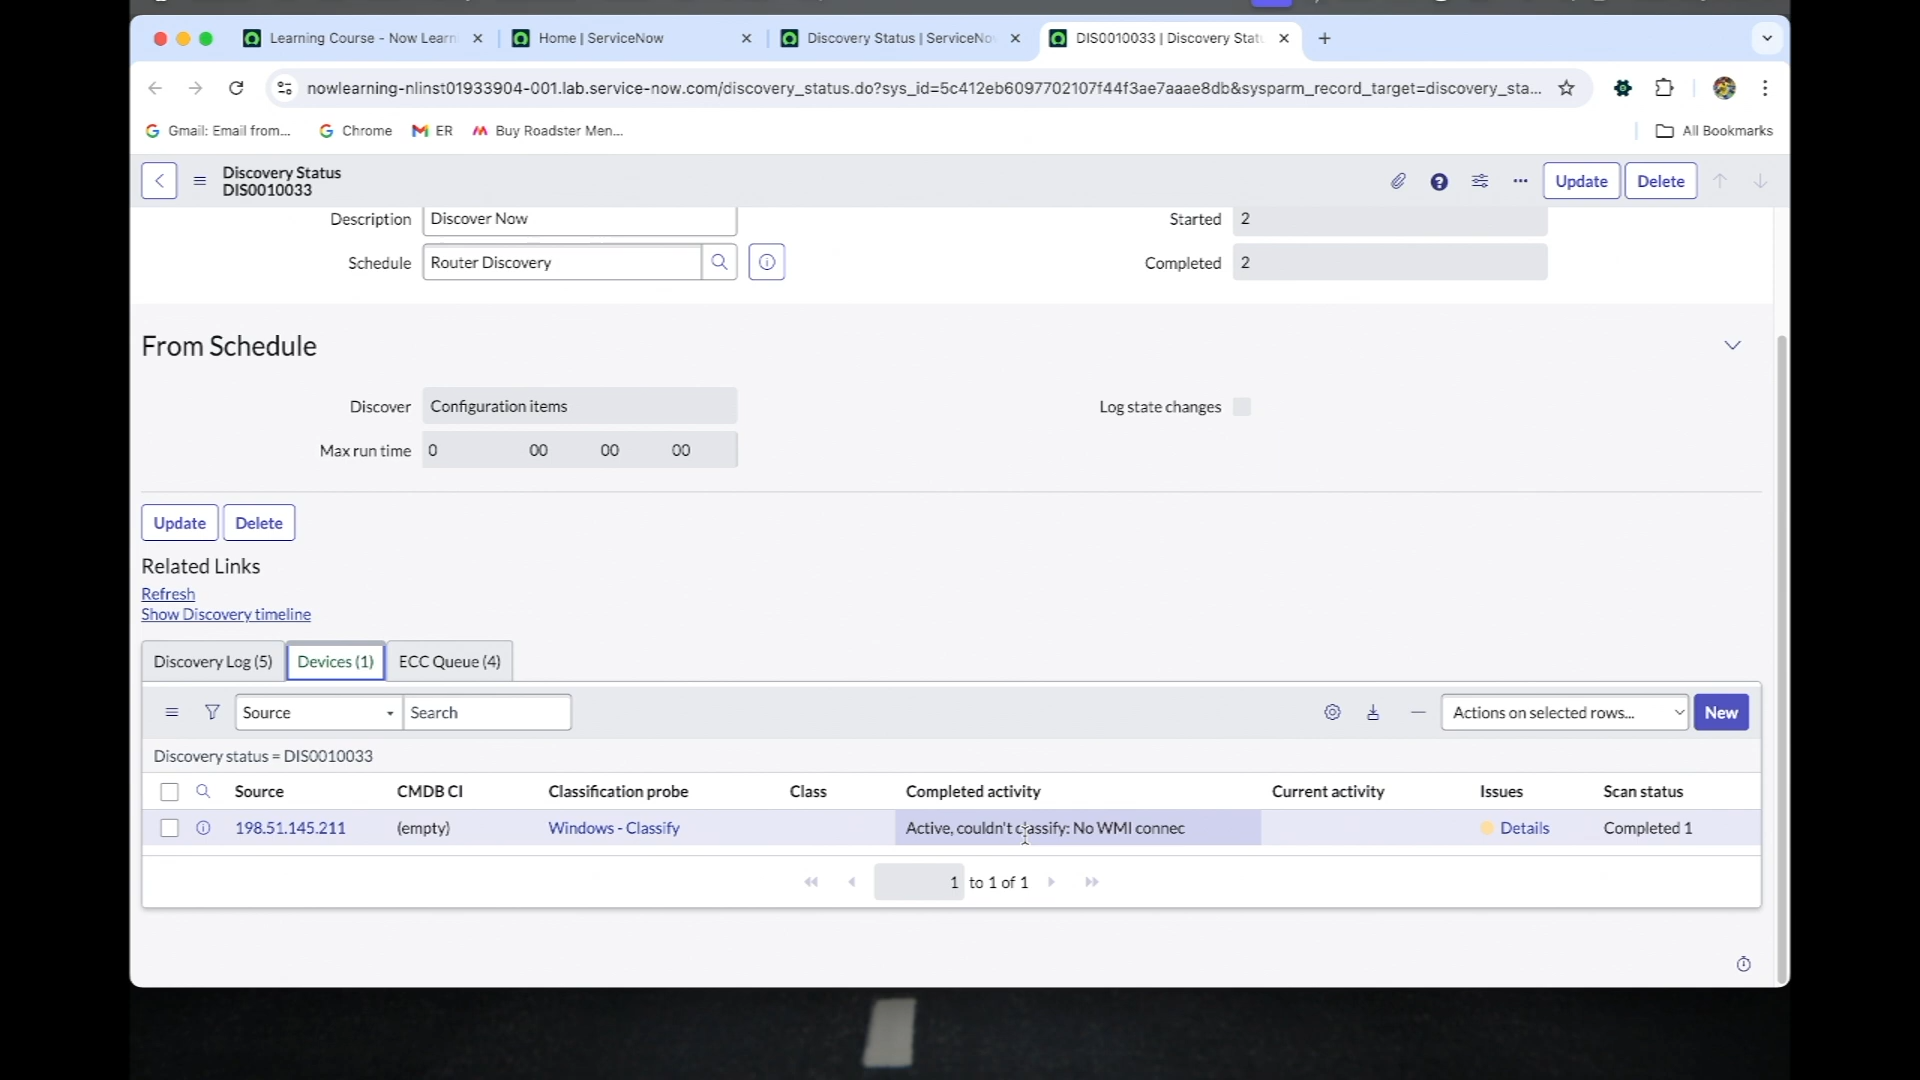 Learning Course - Now Learn
Home | ServiceNow
Discovery Status | ServiceNo
DIS0010033 | Discovery Stat
nowlearning-nlinst01933904-001.lab.service-now.com/discovery_status.do?sys_id=5c412eb6097702107f44f3ae7aaae8db&sysparm_record_target=discovery_sta...
Gmail: Email from...
Chrome
ER
Buy Roadster Men...
All Bookmarks
Discovery Status
DIS0010033
Update
Delete
Description
Discover Now
Started
2
Schedule
Router Discovery
Completed
2
From Schedule
Discover
Configuration items
Log state changes
Max run time
0 00 00 00
Update
Delete
Related Links
Refresh
Show Discovery timeline
Discovery Log (5)
Devices (1)
ECC Queue (4)
Source
Search
Actions on selected rows...
New
Discovery status = DIS0010033
Source CMDB CI Classification probe Class Completed activity Current activity Issues Scan status
198.51.145.211 (empty) Windows - Classify Active, couldn't classify: No WMI connec Details Completed 1
1 to 1 of 1